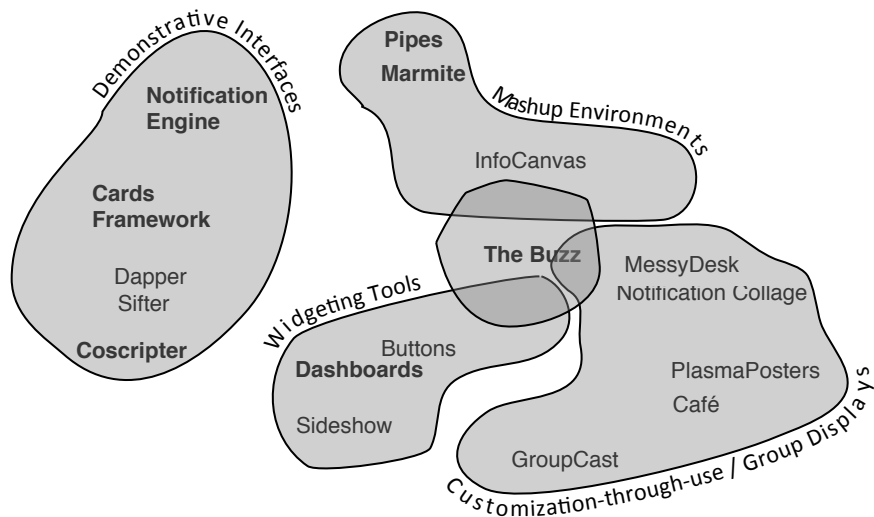 Demonstrative Interfaces
Notification
Engine
Cards
Framework
Dapper
Sifter
Coscripter
Pipes
Marmite
Mashup Environments
InfoCanvas
The Buzz
Widgeting Tools
Buttons
Dashboards
Sideshow
MessyDesk
Notification Collage
PlasmaPosters
Café
GroupCast
Customization-through-use / Group Displays